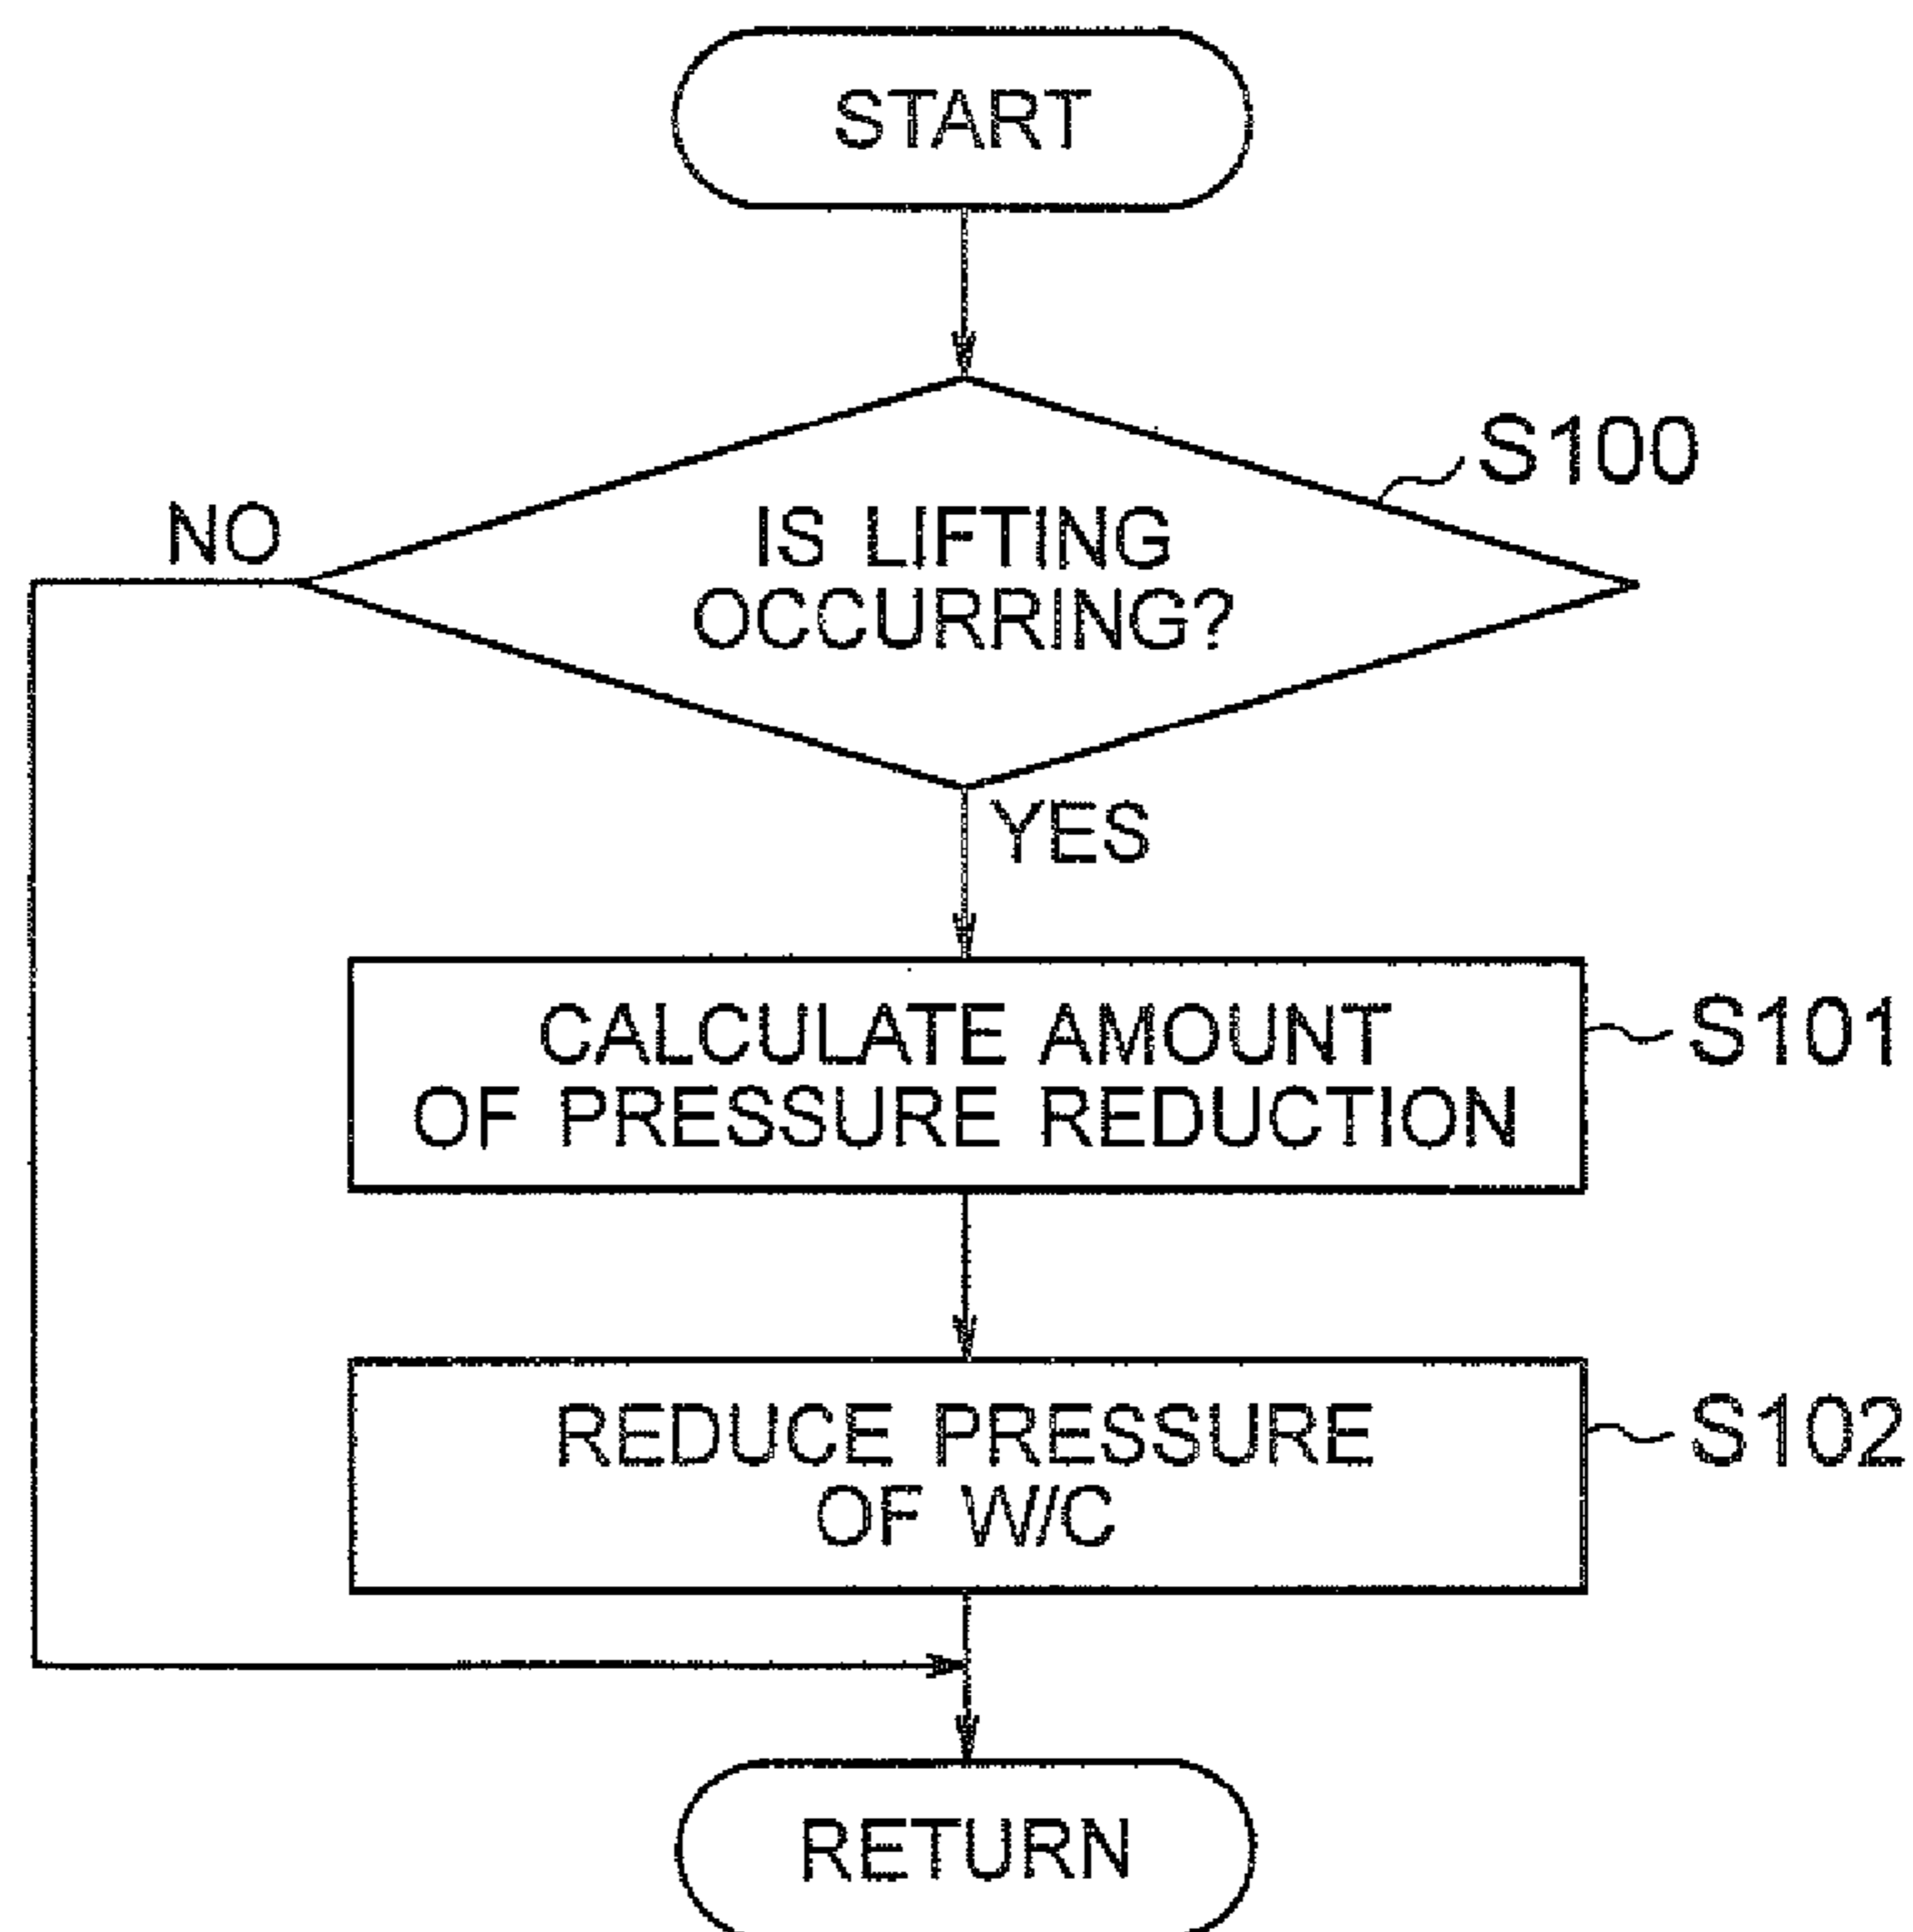 START
S100
NO
IS LIFTING
OCCURRING?
YES
CALCULATE AMOUNT
OF PRESSURE REDUCTION
S101
REDUCE PRESSURE
OF W/C
S102
RETURN